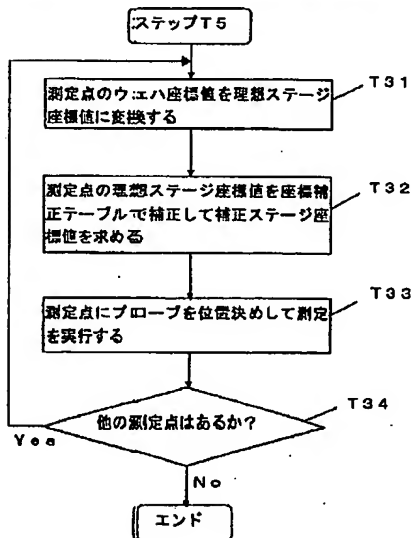 ステップT5
T31
測定点のウェハ座標値を理想ステージ
座標値に変換する
T32
測定点の理想ステージ座標値を座標補
正テーブルで補正して補正ステージ座
標値を求める
T33
測定点にプローブを位置決めして測定
を実行する
T34
他の測定点はあるか?
Yes
No
エンド